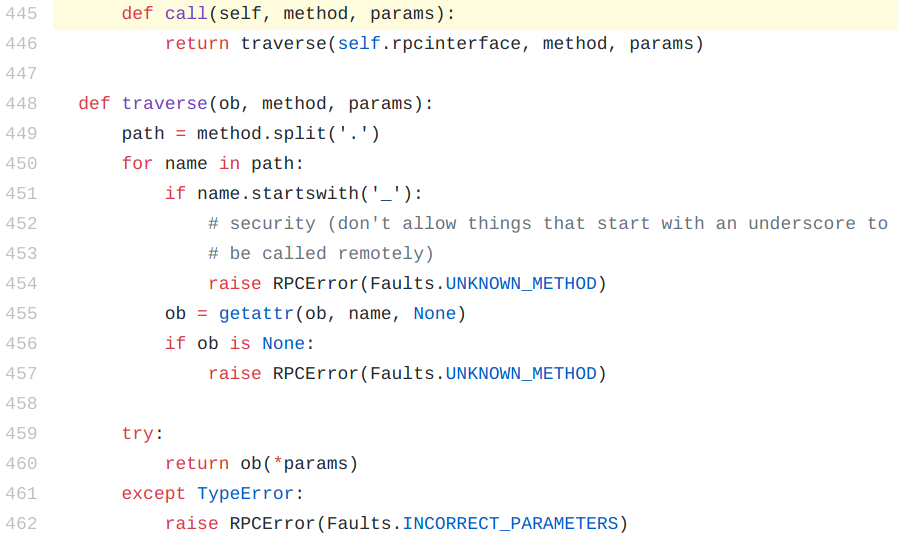 445 def call(self, method, params):
446 return traverse(self.rpcinterface, method, params)
447
448 def traverse(ob, method, params):
449 path = method.split('.')
450 for name in path:
451 if name.startswith('_'):
452 # security (don't allow things that start with an underscore to
453 # be called remotely)
454 raise RPCError(Faults.UNKNOWN_METHOD)
455 ob = getattr(ob, name, None)
456 if ob is None:
457 raise RPCError(Faults.UNKNOWN_METHOD)
458
459 try:
460 return ob(*params)
461 except TypeError:
462 raise RPCError(Faults.INCORRECT_PARAMETERS)